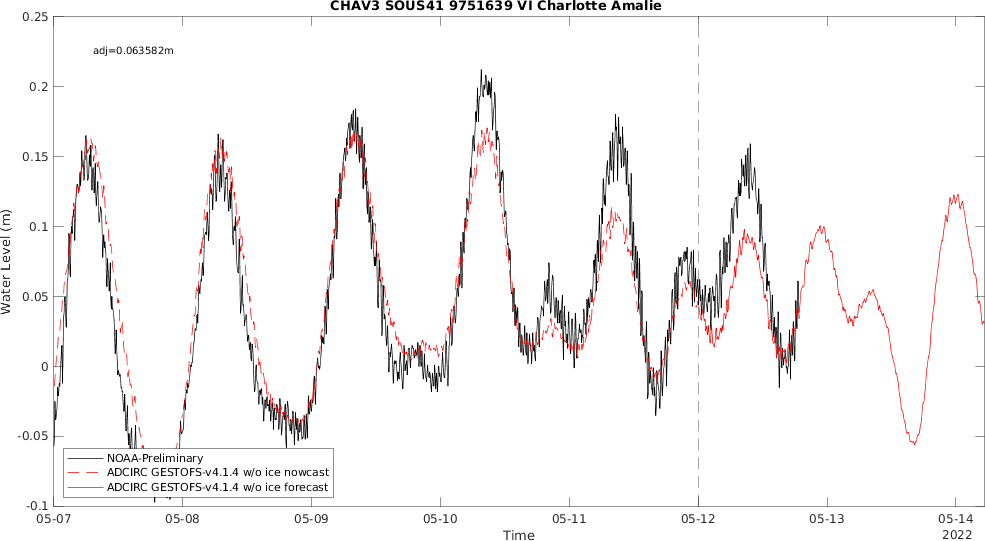 CHAV3 SOUS41 9751639 VI Charlotte Amalie
adj=0.063582m
0.25
0.2
0.15
0.1
0.05
0
-0.05
-0.1
Water Level (m)
NOAA-Preliminary
ADCIRC GESTOFS-v4.1.4 w/o ice nowcast
ADCIRC GESTOFS-v4.1.4 w/o ice forecast
05-07 05-08 05-09 05-10 05-11 05-12 05-13 05-14
Time
2022